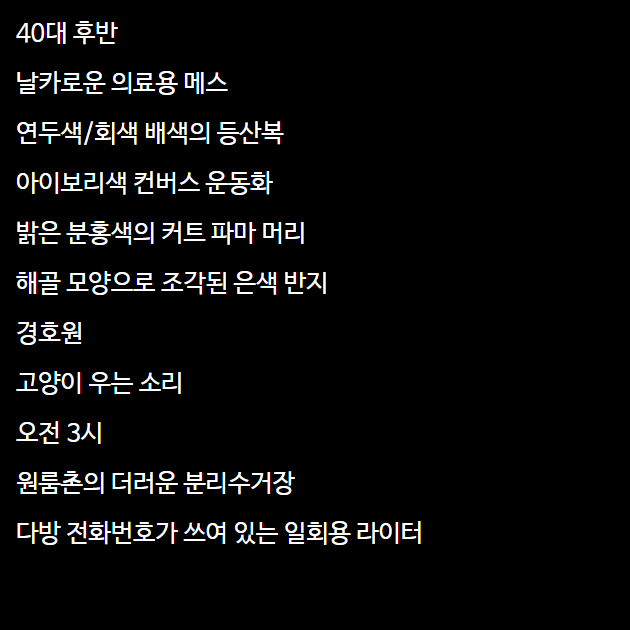 40대 후반
날카로운 의료용 메스
연두색/회색 배색의 등산복
아이보리색 컨버스 운동화
밝은 분홍색의 커트 파마 머리
해골 모양으로 조각된 은색 반지
경호원
고양이 우는 소리
오전 3시
원룸촌의 더러운 분리수거장
다방 전화번호가 쓰여 있는 일회용 라이터